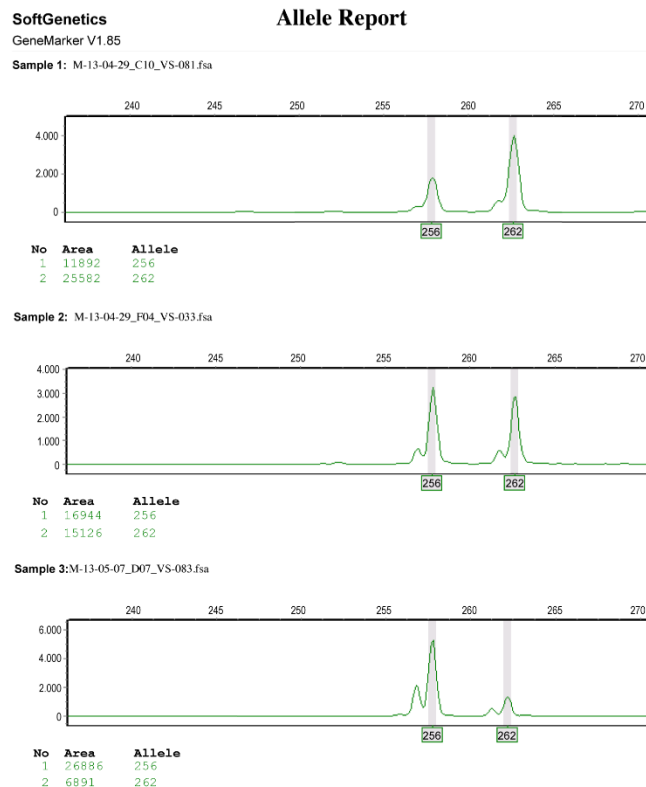 SoftGenetics
Allele Report
GeneMarker V1.85
Sample 1: M-13-04-29_C10_VS-081.fsa
240 245 250 255 260 265 270
4.000
2.000
0
256 262
No Area Allele
1 11892 256
2 25582 262
Sample 2: M-13-04-29_F04_VS-033.fsa
240 245 250 255 260 265 270
4.000
3.000
2.000
1.000
0
256 262
No Area Allele
1 16944 256
2 15126 262
Sample 3:M-13-05-07_D07_VS-083.fsa
240 245 250 255 260 265 270
6.000
4.000
2.000
0
256 262
No Area Allele
1 26886 256
2 6891 262